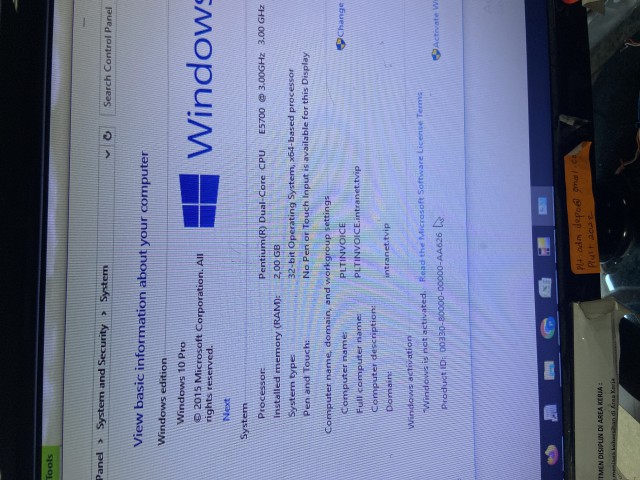 Tools
Panel > System and Security > System
Search Control Panel
View basic information about your computer
Windows edition
Windows 10 Pro
© 2015 Microsoft Corporation. All
rights reserved.
Next
Windows
System
Processor: Pentium(R) Dual-Core CPU E5700 @ 3.00GHz 3.00 GHz
Installed memory (RAM): 2,00 GB
System type: 32-bit Operating System, x64-based processor
Pen and Touch: No Pen or Touch Input is available for this Display
Computer name, domain, and workgroup settings
Computer name: PLTINVOICE
Change
Full computer name: PLTINVOICE.intranet.tvip
Computer description:
Domain: intranet.tvip
Windows activation
Windows is not activated. Read the Microsoft Software License Terms
Product ID: 00330-80000-00000-AA626
Activate Wi
DISIPLIN DI AREA KERJA :